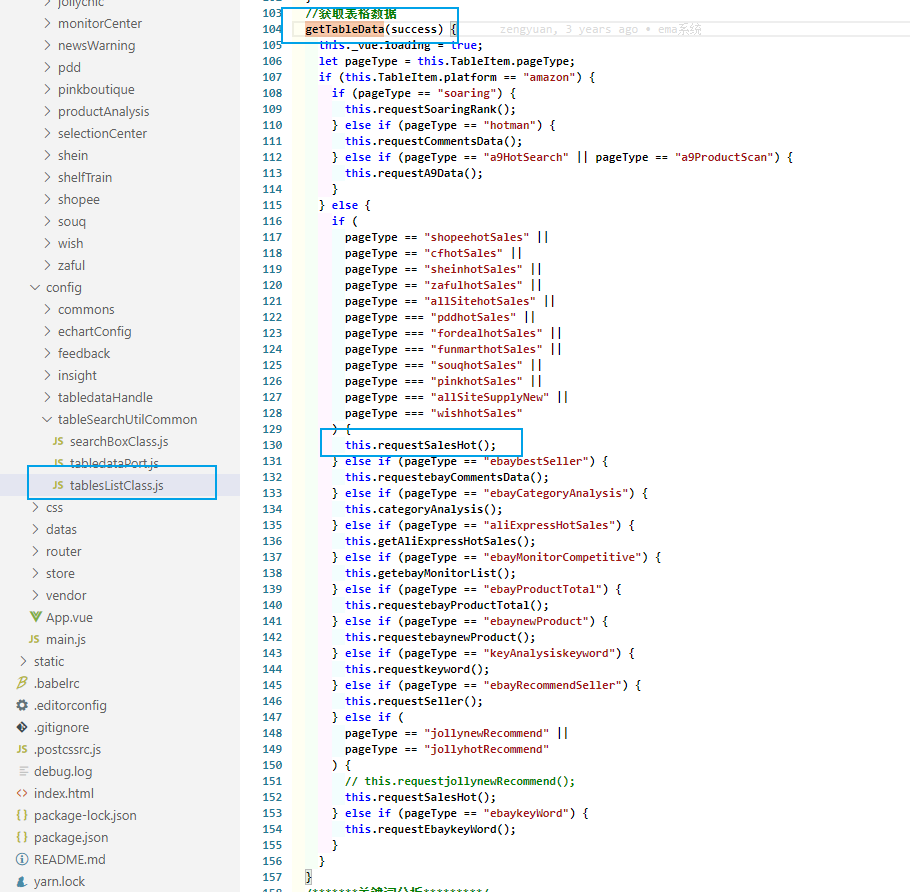 jollychic
monitorCenter
newsWarning
pdd
pinkboutique
productAnalysis
selectionCenter
shein
shelfTrain
shopee
souq
wish
zaful
config
commons
echartConfig
feedback
insight
tabledataHandle
tableSearchUtilCommon
JS searchBoxClass.js
JS tabledataPort.js
JS tablesListClass.js
css
datas
router
store
vendor
App.vue
JS main.js
static
.babelrc
.editorconfig
.gitignore
JS .postcssrc.js
debug.log
<> index.html
{} package-lock.json
{} package.json
README.md
yarn.lock
103 //获取表格数据
104 getTableData(success) { zengyuan, 3 years ago • ema系统
105 this._vue.loading = true;
106 let pageType = this.TableItem.pageType;
107 if (this.TableItem.platform == "amazon") {
108 if (pageType == "soaring") {
109 this.requestSoaringRank();
110 } else if (pageType == "hotman") {
111 this.requestCommentsData();
112 } else if (pageType == "a9HotSearch" || pageType == "a9ProductScan") {
113 this.requestA9Data();
114 }
115 } else {
116 if (
117 pageType == "shopeehotSales" ||
118 pageType == "cfhotSales" ||
119 pageType == "sheinhotSales" ||
120 pageType == "zafulhotSales" ||
121 pageType == "allSitehotSales" ||
122 pageType === "pddhotSales" ||
123 pageType === "fordealhotSales" ||
124 pageType === "funmarthotSales" ||
125 pageType === "souqhotSales" ||
126 pageType === "pinkhotSales" ||
127 pageType === "allSiteSupplyNew" ||
128 pageType === "wishhotSales"
129 ) {
130 this.requestSalesHot();
131 } else if (pageType == "ebaybestSeller") {
132 this.requestebayCommentsData();
133 } else if (pageType == "ebayCategoryAnalysis") {
134 this.categoryAnalysis();
135 } else if (pageType == "aliExpressHotSales") {
136 this.getAliExpressHotSales();
137 } else if (pageType == "ebayMonitorCompetitive") {
138 this.getebayMonitorList();
139 } else if (pageType == "ebayProductTotal") {
140 this.requestebayProductTotal();
141 } else if (pageType == "ebaynewProduct") {
142 this.requestebaynewProduct();
143 } else if (pageType == "keyAnalysiskeyword") {
144 this.requestkeyword();
145 } else if (pageType == "ebayRecommendSeller") {
146 this.requestSeller();
147 } else if (
148 pageType == "jollynewRecommend" ||
149 pageType == "jollyhotRecommend"
150 ) {
151 // this.requestjollynewRecommend();
152 this.requestSalesHot();
153 } else if (pageType == "ebaykeyWord") {
154 this.requestEbaykeyWord();
155 }
156 }
157 }